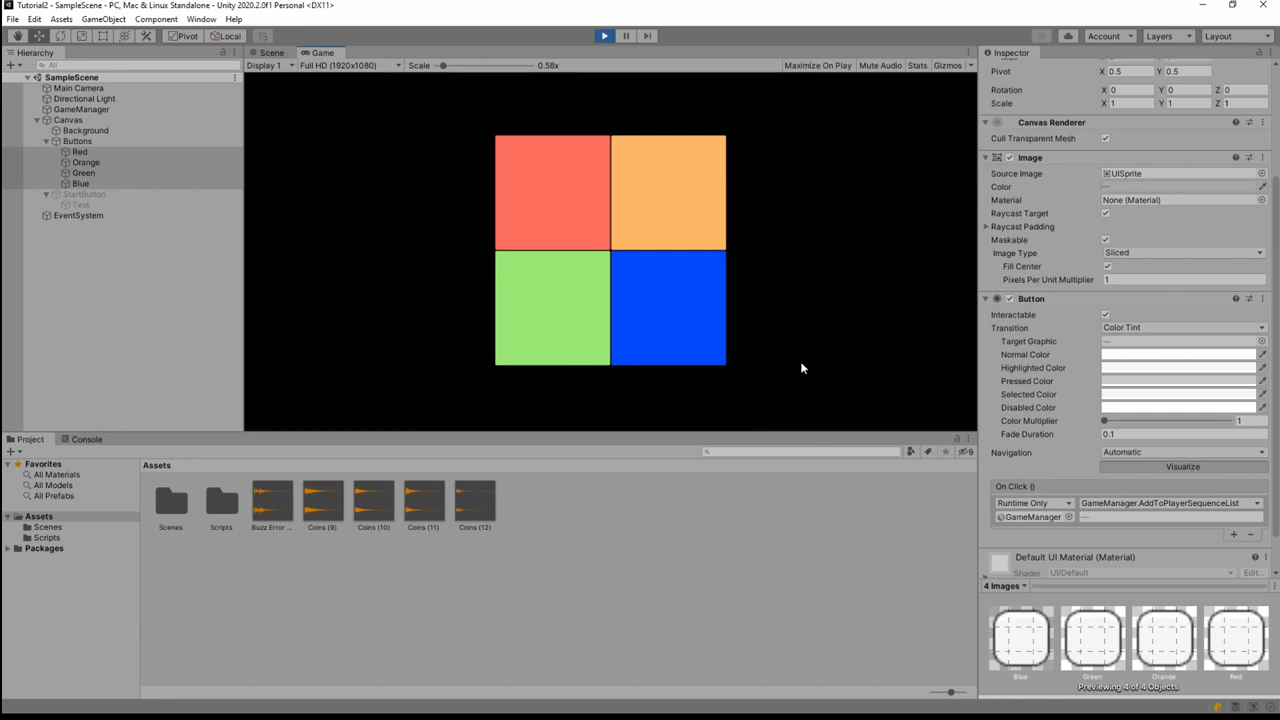 Tutorial2 - SampleScene - PC, Mac & Linux Standalone - Unity 2020.2.0f1 Personal <DX11>
File Edit Assets GameObject Component Window Help
Pivot Local Account Layers Layout
Hierarchy
All
SampleScene
Main Camera
Directional Light
GameManager
Canvas
Background
Buttons
Red
Orange
Green
Blue
StartButton
Text
EventSystem
Scene Game
Display 1 Full HD (1920x1080) Scale 0.58x Maximize On Play Mute Audio Stats Gizmos
Inspector
Pivot X 0.5 Y 0.5
Rotation X 0 Y 0 Z 0
Scale X 1 Y 1 Z 1
Canvas Renderer
Cull Transparent Mesh
Image
Source Image UISprite
Color —
Material None (Material)
Raycast Target
Raycast Padding
Maskable
Image Type Sliced
Fill Center
Pixels Per Unit Multiplier 1
Button
Interactable
Transition Color Tint
Target Graphic —
Normal Color
Highlighted Color
Pressed Color
Selected Color
Disabled Color
Color Multiplier 1
Fade Duration 0.1
Navigation Automatic
Visualize
On Click ()
Runtime Only GameManager.AddToPlayerSequenceList
GameManager —
Default UI Material (Material)
Shader UI/Default Edit...
4 Images
Blue Green Orange Red
Previewing 4 of 4 Objects
Project Console
9
Favorites
All Materials
All Models
All Prefabs
Assets
Scenes
Scripts
Packages
Assets
Scenes Scripts Buzz Error ... Coins (9) Coins (10) Coins (11) Coins (12)